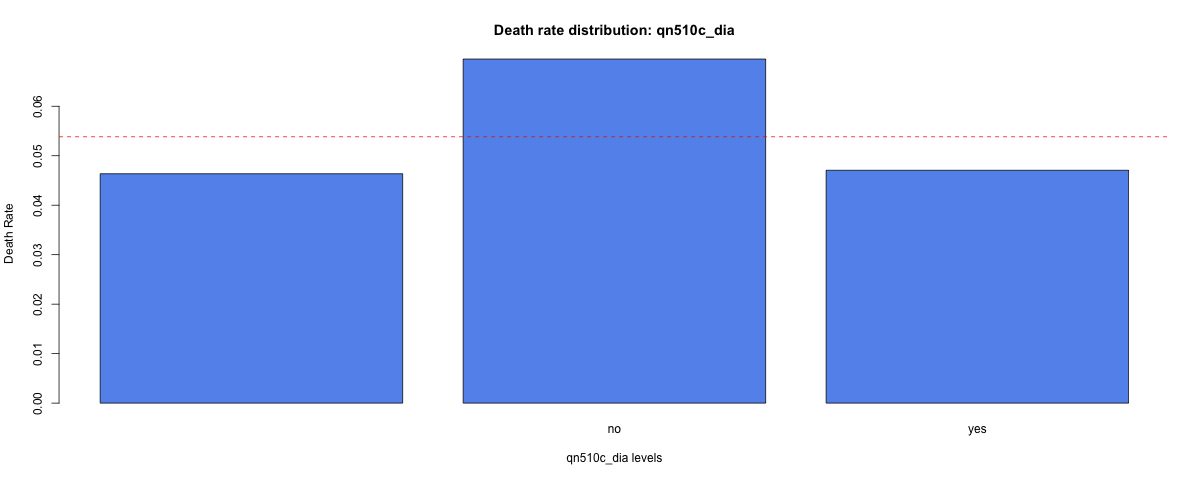 Death rate distribution: qn510c_dia
Death Rate
0.06
0.05
0.04
0.03
0.02
0.01
0.00
no
yes
qn510c_dia levels